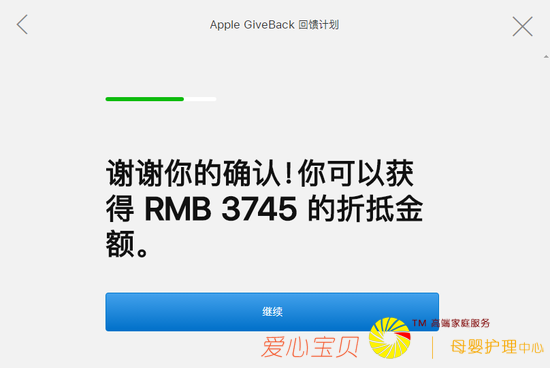 Apple GiveBack 回馈计划
谢谢你的确认!你可以获
得 RMB 3745 的折抵金
额。
继续
TM 高端家庭服务
爱心宝贝
母婴护理中心